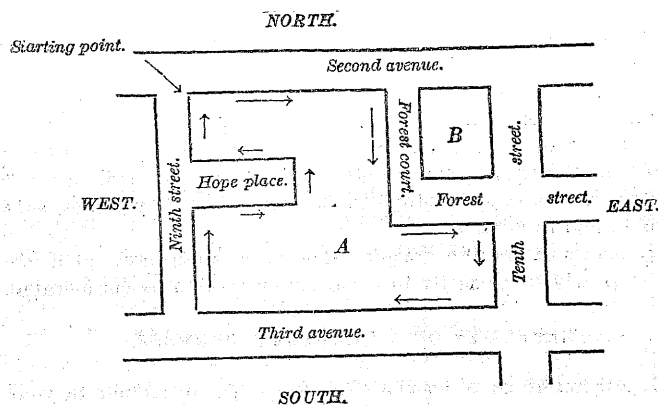 NORTH.
Starting point.
Second avenue.
Forest court.
B
street.
Ninth street.
Hope place.
WEST.
Forest
street.
EAST.
A
Tenth
Third avenue.
SOUTH.